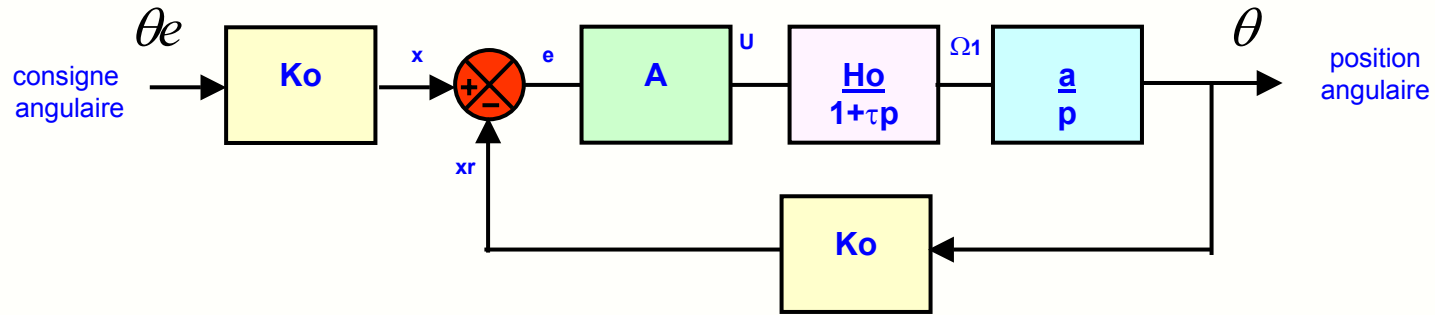 θe
consigne
angulaire
Ko
x
+
−
e
A
U
Ho
1+τp
Ω1
a
p
θ
position
angulaire
xr
Ko